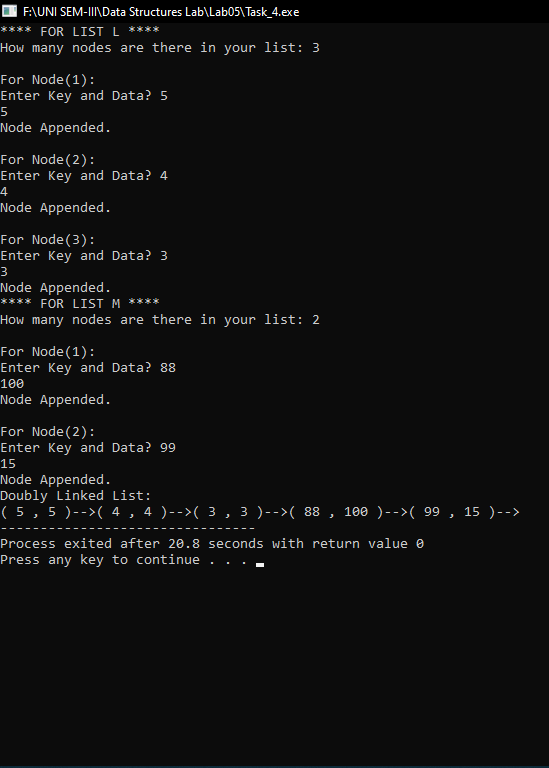 F:\UNI SEM-III\Data Structures Lab\Lab05\Task_4.exe
**** FOR LIST L ****
How many nodes are there in your list: 3
For Node(1):
Enter Key and Data? 5
5
Node Appended.
For Node(2):
Enter Key and Data? 4
4
Node Appended.
For Node(3):
Enter Key and Data? 3
3
Node Appended.
**** FOR LIST M ****
How many nodes are there in your list: 2
For Node(1):
Enter Key and Data? 88
100
Node Appended.
For Node(2):
Enter Key and Data? 99
15
Node Appended.
Doubly Linked List:
( 5 , 5 )-->( 4 , 4 )-->( 3 , 3 )-->( 88 , 100 )-->( 99 , 15 )-->
--------------------------------
Process exited after 20.8 seconds with return value 0
Press any key to continue . . .